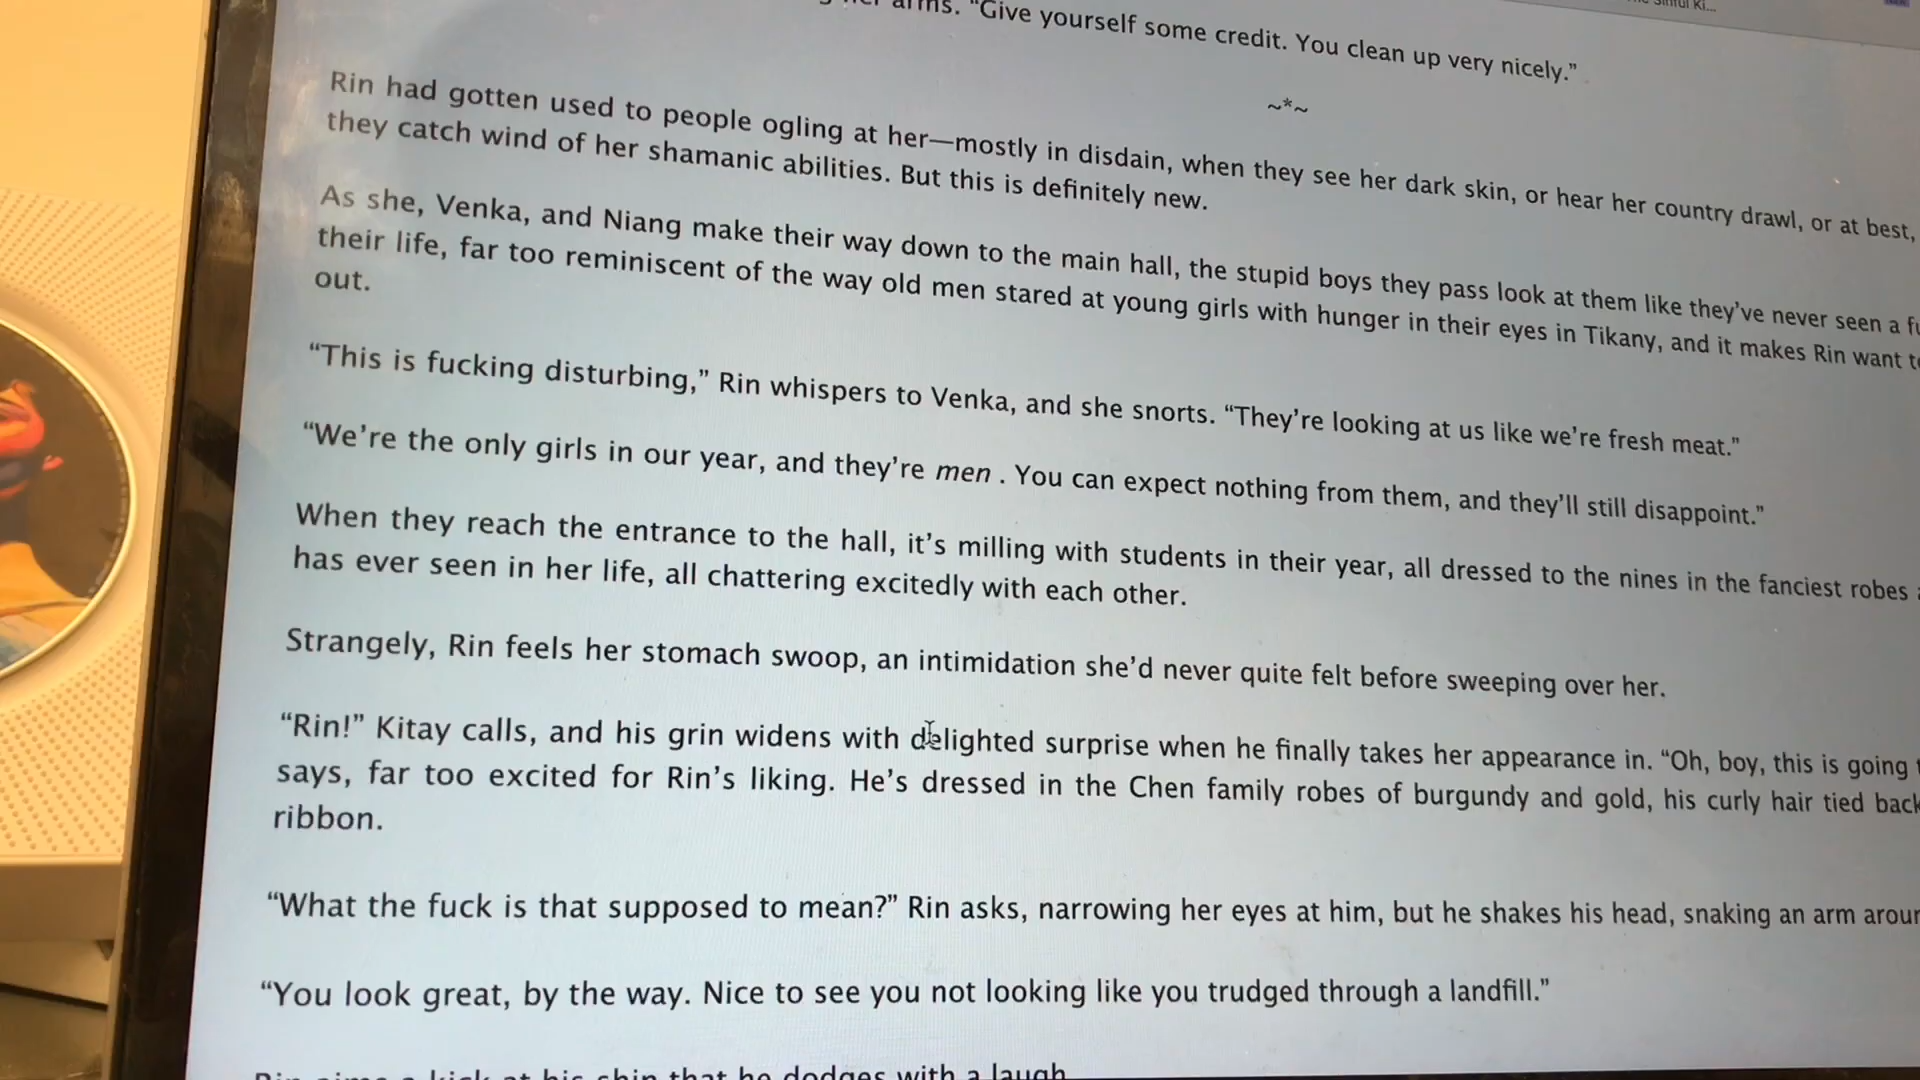 arms. “Give yourself some credit. You clean up very nicely.”
~*~
Rin had gotten used to people ogling at her—mostly in disdain, when they see her dark skin, or hear her country drawl, or at best,
they catch wind of her shamanic abilities. But this is definitely new.
As she, Venka, and Niang make their way down to the main hall, the stupid boys they pass look at them like they’ve never seen a
their life, far too reminiscent of the way old men stared at young girls with hunger in their eyes in Tikany, and it makes Rin want
out.
“This is fucking disturbing,” Rin whispers to Venka, and she snorts. “They’re looking at us like we’re fresh meat.”
“We’re the only girls in our year, and they’re men . You can expect nothing from them, and they’ll still disappoint.”
When they reach the entrance to the hall, it’s milling with students in their year, all dressed to the nines in the fanciest robes
has ever seen in her life, all chattering excitedly with each other.
Strangely, Rin feels her stomach swoop, an intimidation she’d never quite felt before sweeping over her.
“Rin!” Kitay calls, and his grin widens with delighted surprise when he finally takes her appearance in. “Oh, boy, this is going
says, far too excited for Rin’s liking. He’s dressed in the Chen family robes of burgundy and gold, his curly hair tied back
ribbon.
“What the fuck is that supposed to mean?” Rin asks, narrowing her eyes at him, but he shakes his head, snaking an arm
“You look great, by the way. Nice to see you not looking like you trudged through a landfill.”
Rin aims a kick at his shin that he dodges with a laugh